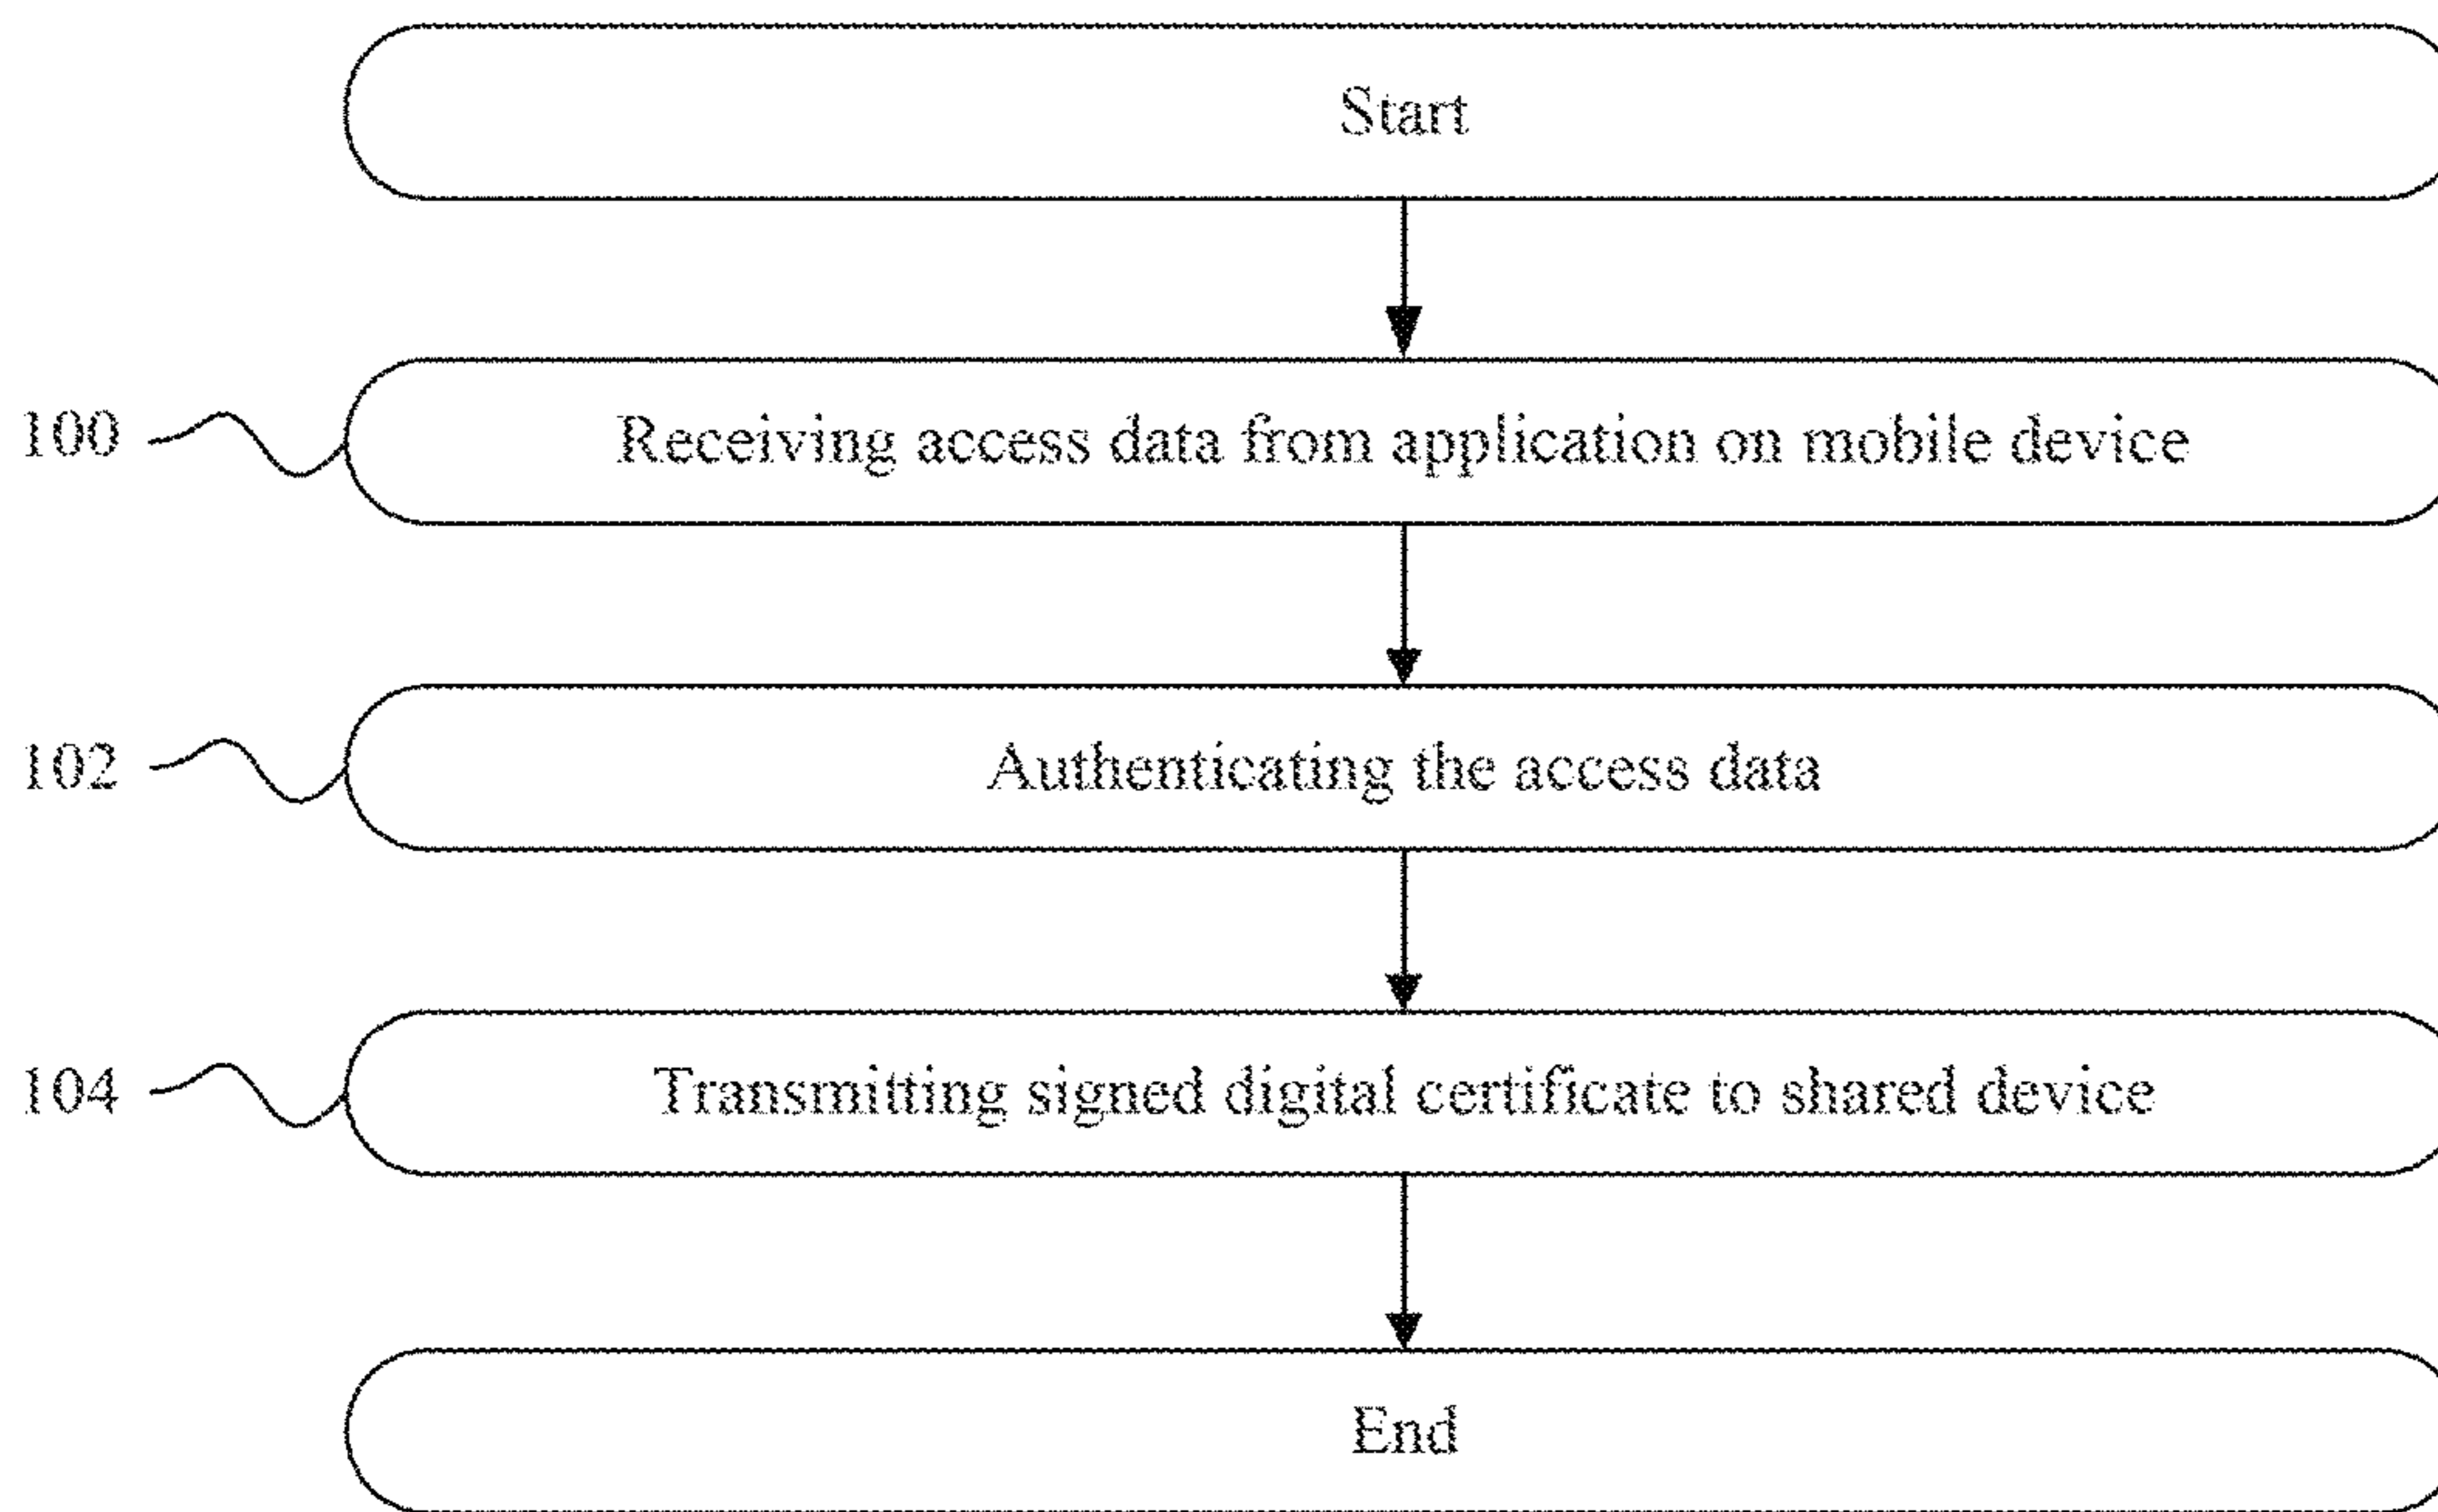 Start
100
Receiving access data from application on mobile device
102
Authenticating the access data
104
Transmitting signed digital certificate to shared device
End